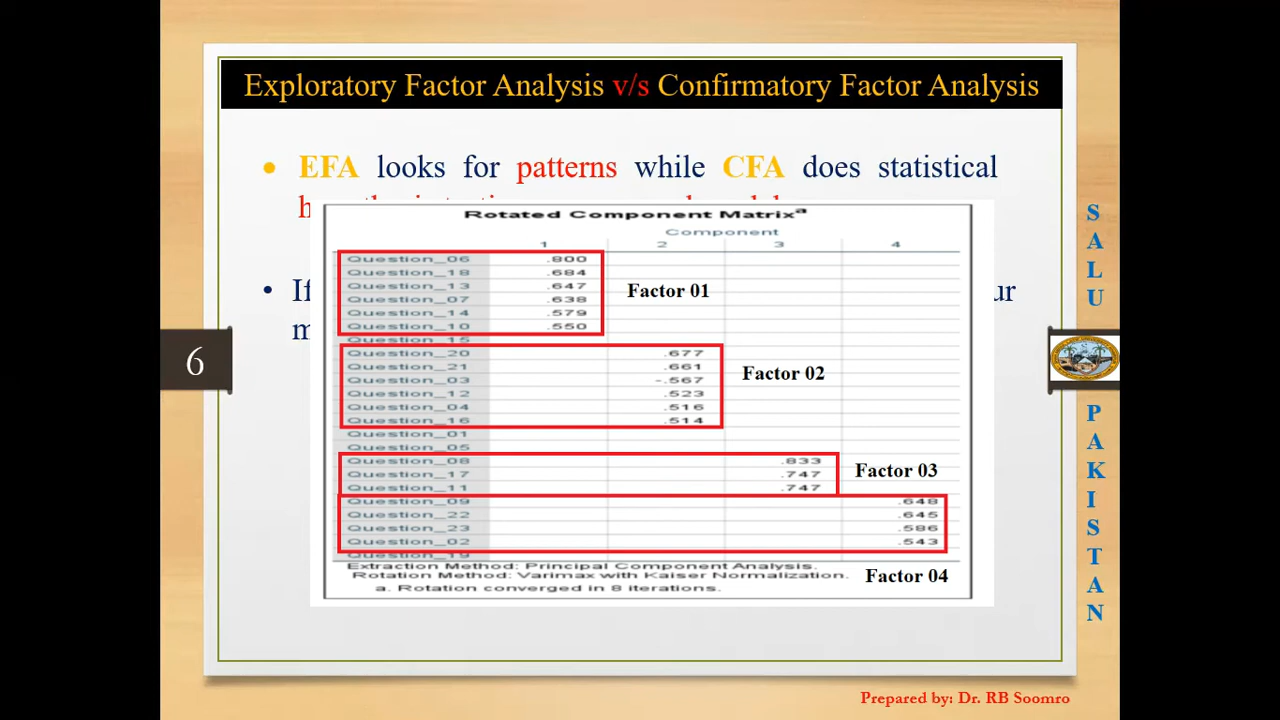 Exploratory Factor Analysis v/s Confirmatory Factor Analysis
• EFA looks for patterns while CFA does statistical
Rotated Component Matrixa
Component
1 2 3 4
Question_06 .800
Question_18 .684
Question_13 .647
Question_07 .638
Question_14 .579
Question_10 .550
Question_15
Factor 01
Question_20 .677
Question_21 .661
Question_03 -.567
Question_12 .523
Question_04 .516
Question_16 .514
Factor 02
Question_01
Question_05
Question_08 .833
Question_17 .747
Question_11 .747
Factor 03
Question_09 .648
Question_22 .645
Question_23 .586
Question_02 .543
Question_19
Factor 04
Extraction Method: Principal Component Analysis.
Rotation Method: Varimax with Kaiser Normalization.
a. Rotation converged in 8 iterations.
• If
6
SALU
PAKISTAN
Prepared by: Dr. RB Soomro